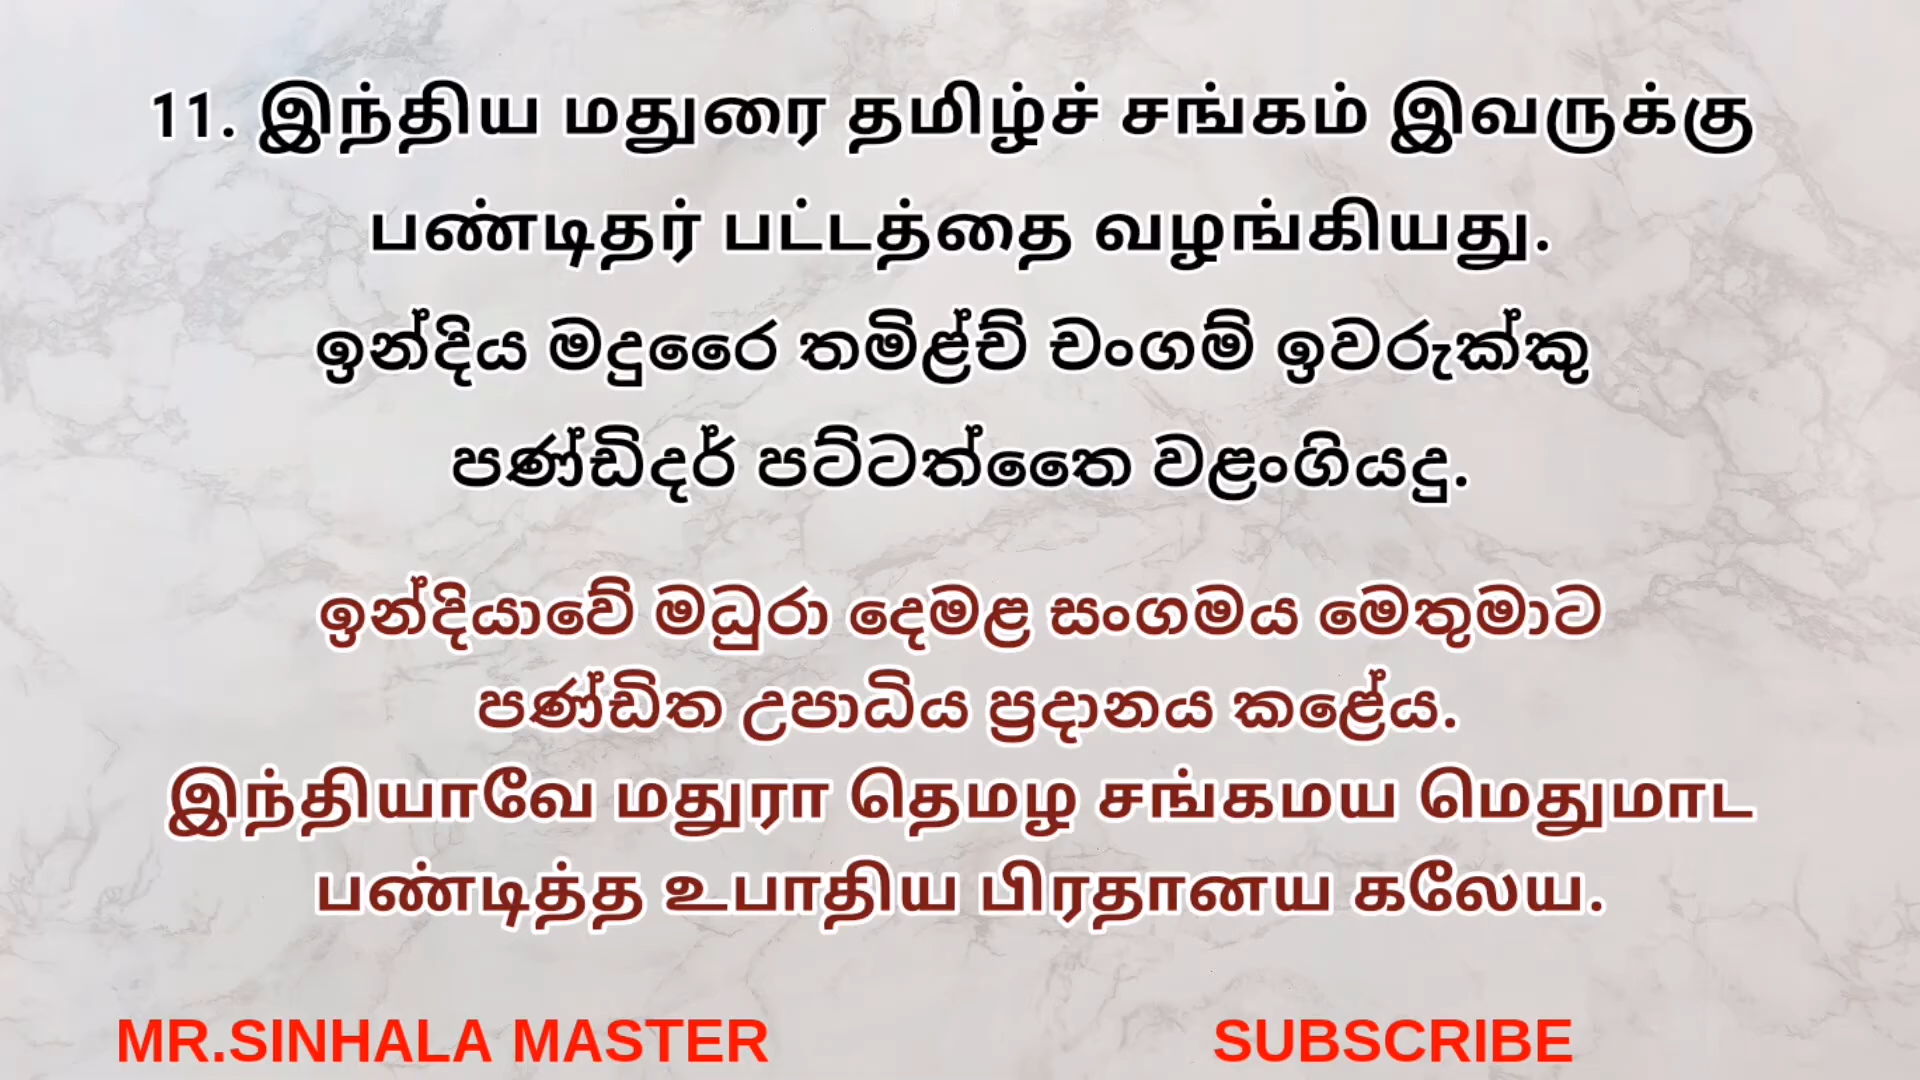 11. இந்திய மதுரை தமிழ்ச் சங்கம் இவருக்கு
பண்டிதர் பட்டத்தை வழங்கியது.
ඉන්දිය මදුරෛ තමිළ්ච් චංගම් ඉවරුක්කු
පණ්ඩිදර් පට්ටත්තෛ වළංගියදු.
ඉන්දියාවේ මධුරා දෙමළ සංගමය මෙතුමාට
පණ්ඩිත උපාධිය ප්‍රදානය කළේය.
இந்தியாவே மதுரா தெமழ சங்கமய மெதுமாட
பண்டித்த உபாதிய பிரதானய கலேய.
MR.SINHALA MASTER
SUBSCRIBE